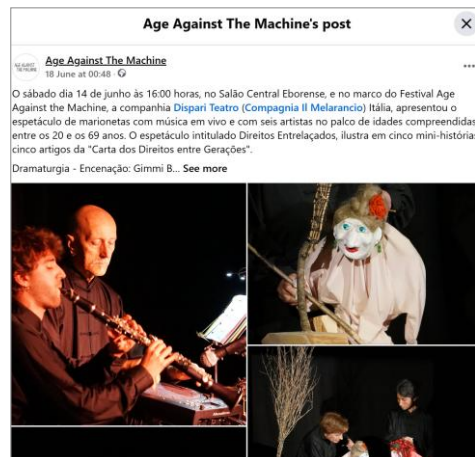 Age Against The Machine's post
Age Against The Machine
18 June at 00:48 ·
O sábado dia 14 de junho às 16:00 horas, no Salão Central Eborense, e no marco do Festival Age
Against the Machine, a companhia Dispari Teatro (Compagnia Il Melarancio) Itália, apresentou o
espetáculo de marionetas com música em vivo e com seis artistas no palco de idades compreendidas
entre os 20 e os 69 anos. O espetáculo intitulado Direitos Entrelaçados, ilustra em cinco mini-história
cinco artigos da "Carta dos Direitos entre Gerações".
Dramaturgia - Encenação: Gimmi B... See more